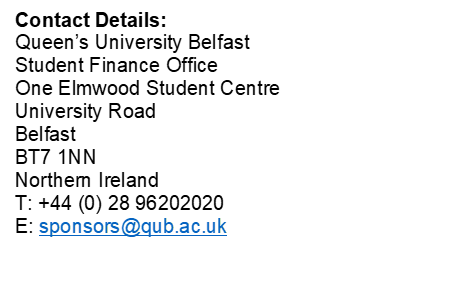 Contact Details:
Queen’s University Belfast
Student Finance Office
One Elmwood Student Centre
University Road
Belfast
BT7 1NN
Northern Ireland
T: +44 (0) 28 96202020
E: sponsors@qub.ac.uk